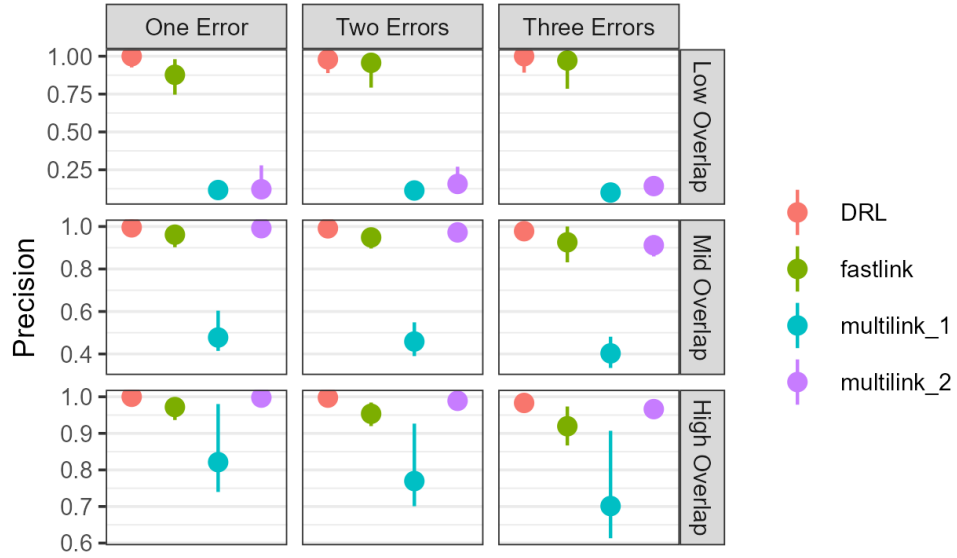 One Error
Two Errors
Three Errors
Precision
1.00
0.75
0.50
0.25
Low Overlap
1.0
0.8
0.6
0.4
Mid Overlap
1.0
0.9
0.8
0.7
0.6
High Overlap
DRL
fastlink
multilink_1
multilink_2